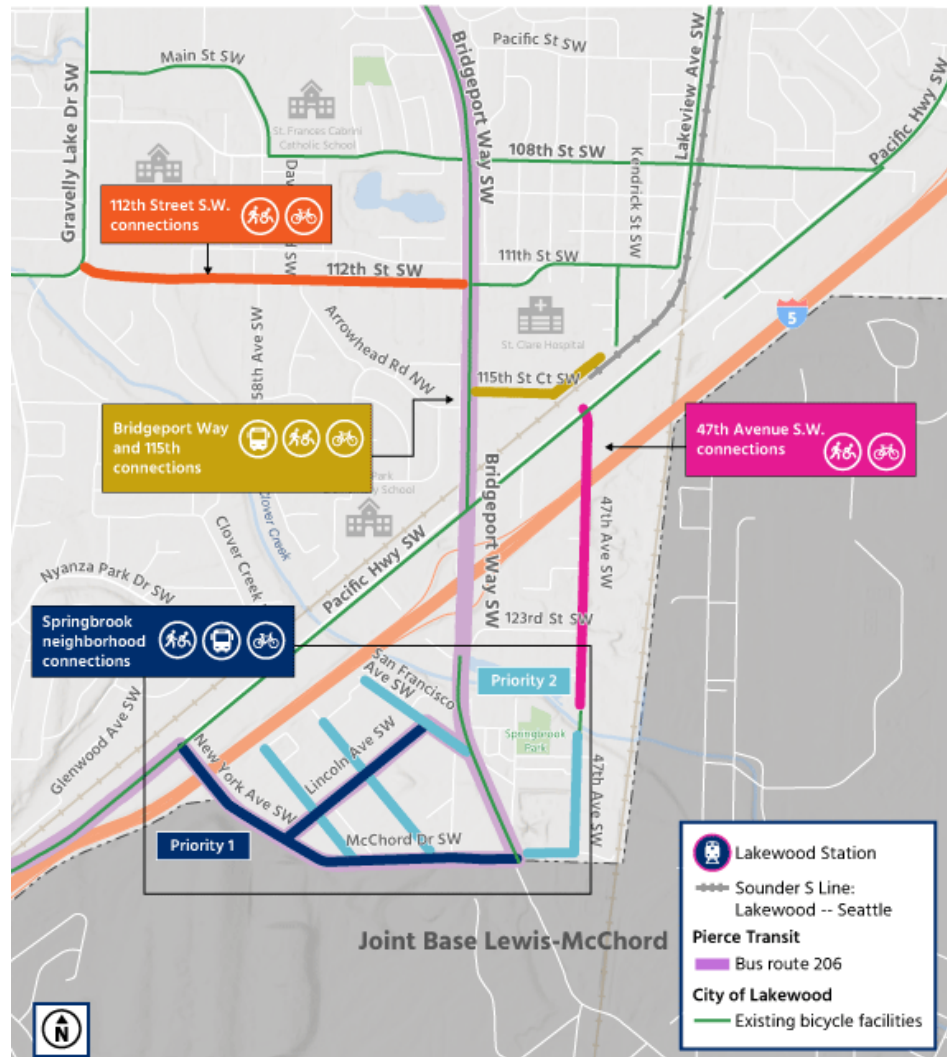 Pacific St SW
Main St SW
Bridgeport Way SW
Lakeview Ave SW
Gravelly Lake Dr SW
St. Frances Cabrini
Catholic School
108th St SW
Pacific Hwy SW
Kendrick St SW
112th Street S.W.
connections
111th St SW
112th St SW
5
58th Ave SW
Arrowhead Rd NW
St. Clare Hospital
115th St Ct SW
Bridgeport Way
and 115th
connections
47th Avenue S.W.
connections
Park
School
Bridgeport Way SW
47th Ave SW
Clover Creek
Clover Creek
Pacific Hwy SW
Nyanza Park Dr SW
123rd St SW
Springbrook
neighborhood
connections
San Francisco
Ave SW
Priority 2
Glenwood Ave SW
Springbrook
Park
New York Ave SW
Lincoln Ave SW
47th Ave SW
Priority 1
McChord Dr SW
Lakewood Station
Sounder S Line:
Lakewood -- Seattle
Joint Base Lewis-McChord
Pierce Transit
Bus route 206
City of Lakewood
Existing bicycle facilities
N